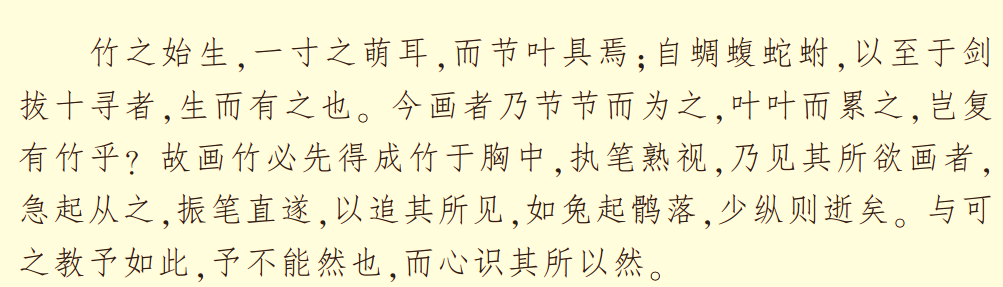 竹之始生,一寸之萌耳,而节叶具焉;自蜩蝮蛇蚹,以至于剑
拔十寻者,生而有之也。今画者乃节节而为之,叶叶而累之,岂复
有竹乎?故画竹必先得成竹于胸中,执笔熟视,乃见其所欲画者,
急起从之,振笔直遂,以追其所见,如兔起鹘落,少纵则逝矣。与可
之教予如此,予不能然也,而心识其所以然。